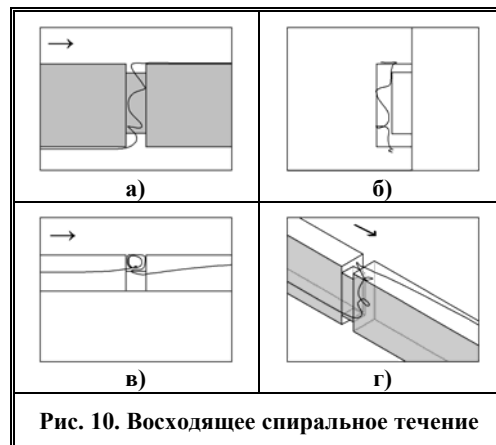 а)
б)
в)
г)
Рис. 10. Восходящее спиральное течение